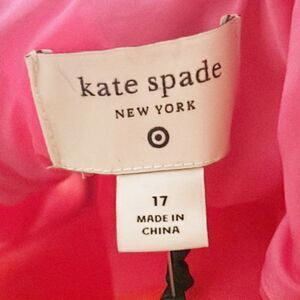 kate spade
NEW YORK
17
MADE IN
CHINA